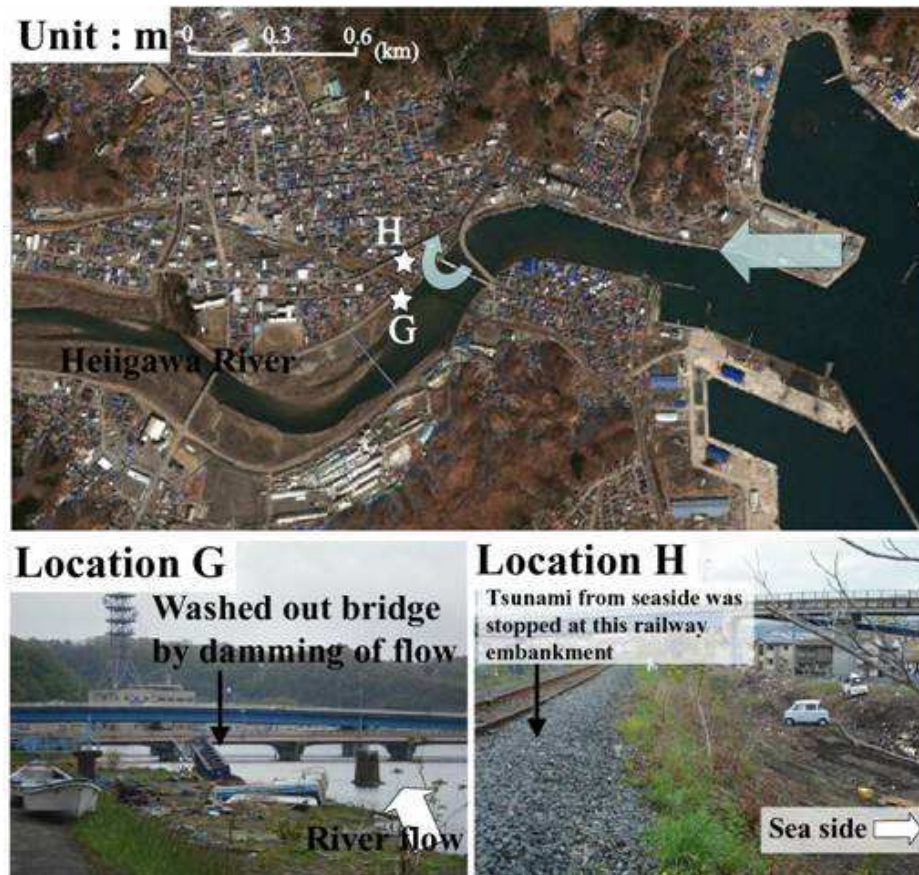 Unit : m
0 0.3 0.6
(km)
H
G
Heiigawa River
Location G
Washed out bridge
by damming of flow
River flow
Location H
Tsunami from seaside was
stopped at this railway
embankment
Sea side